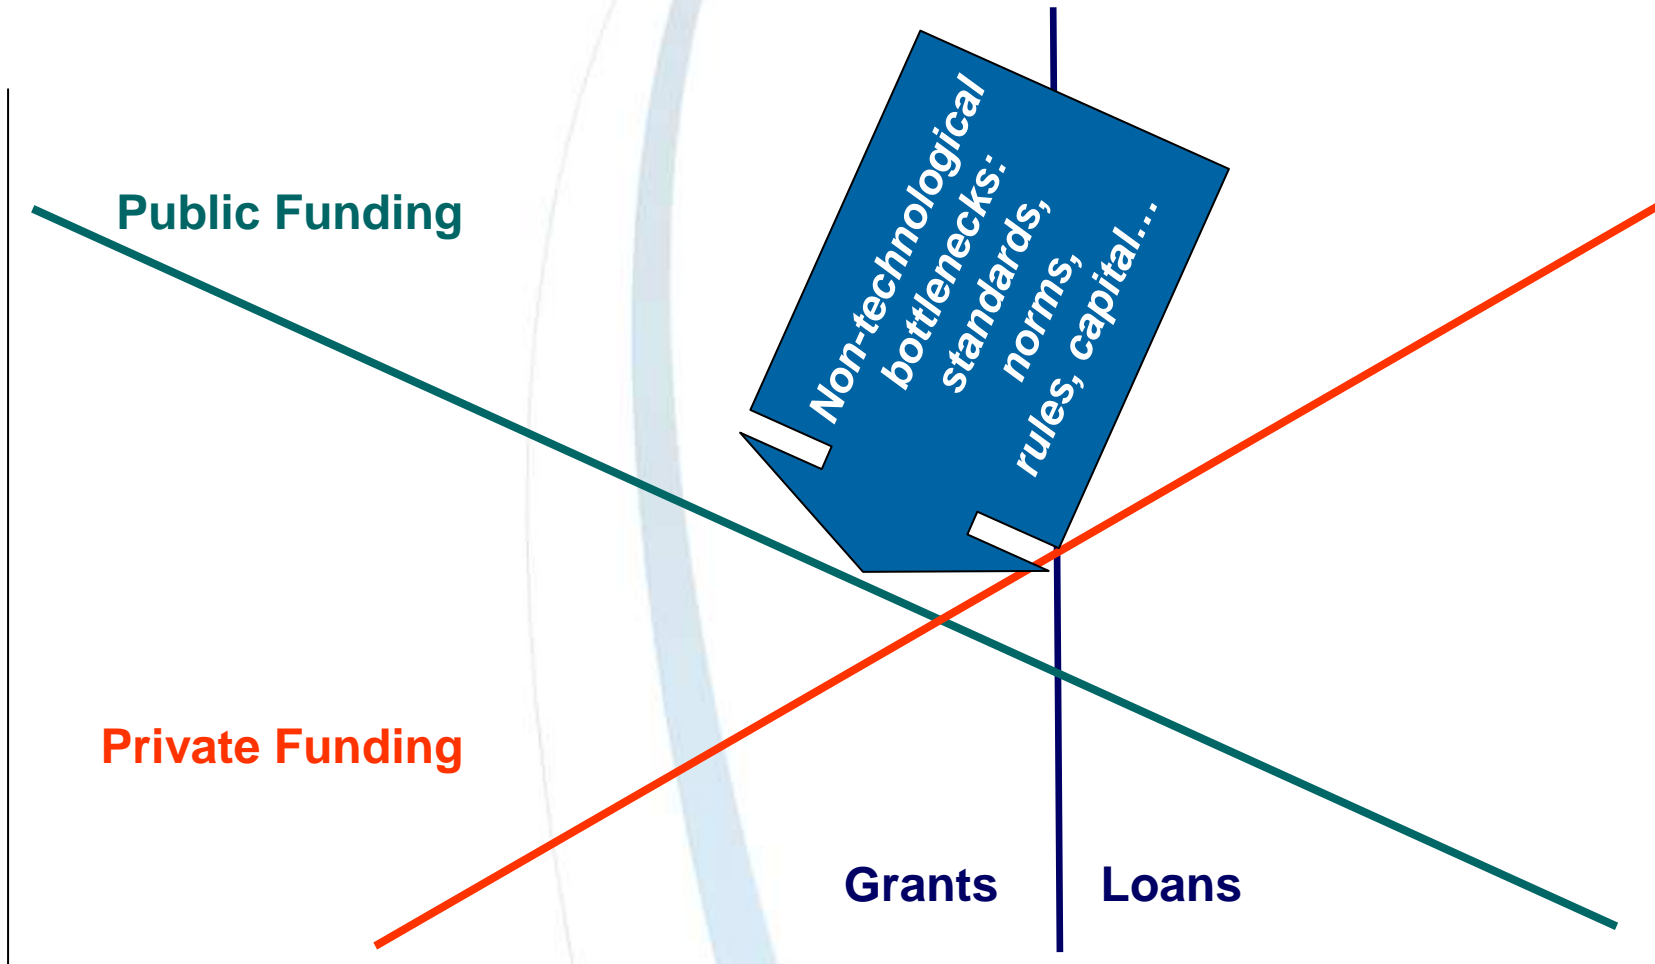 Public Funding
Non-technological
bottlenecks:
standards,
norms,
rules, capital…
Private Funding
Grants
Loans